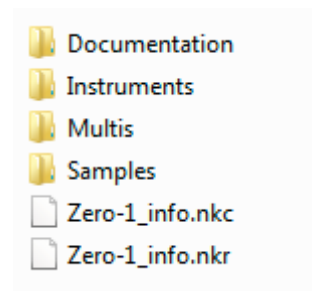 Documentation
Instruments
Multis
Samples
Zero-1_info.nkc
Zero-1_info.nkr